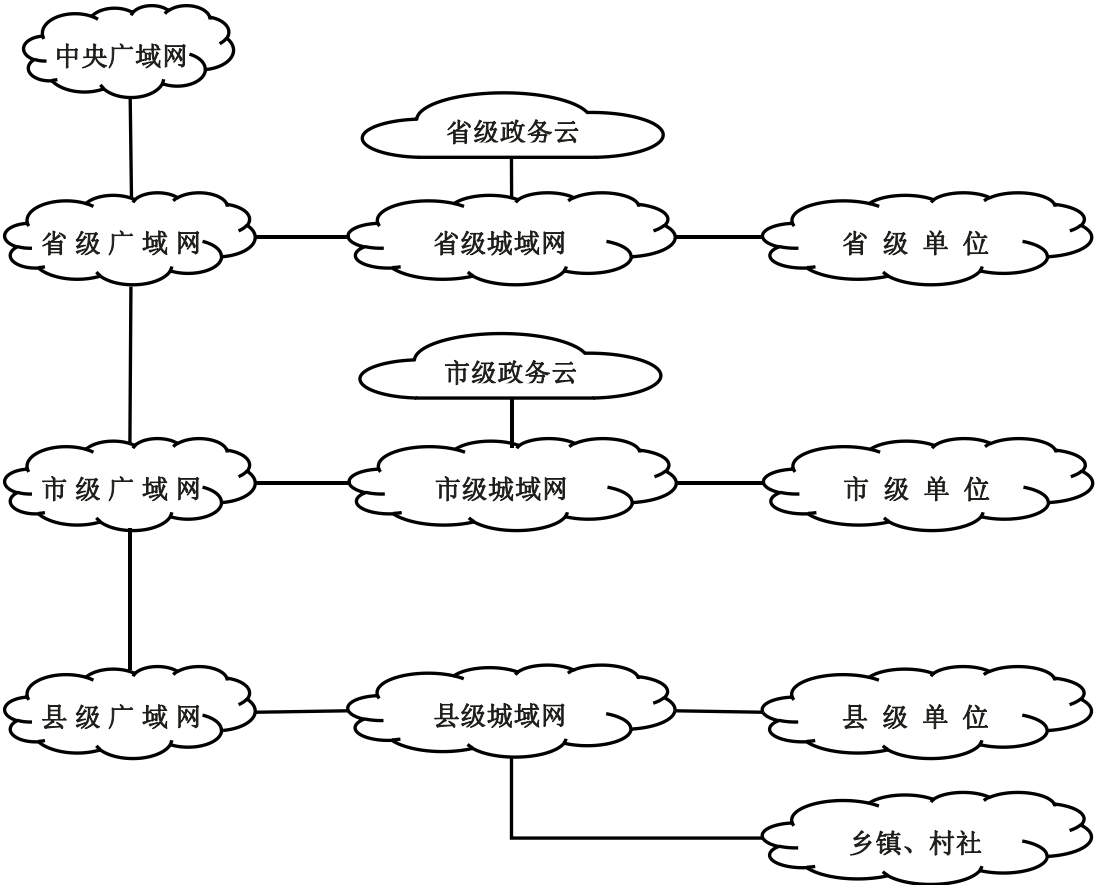 中央广域网
省级政务云
省级广域网
省级城域网
省级单位
市级政务云
市级广域网
市级城域网
市级单位
县级广域网
县级城域网
县级单位
乡镇、村社